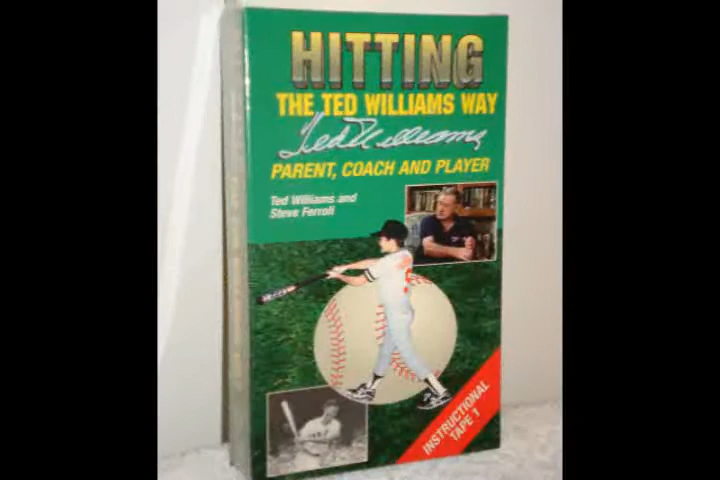 HITTING
THE TED WILLIAMS WAY
Ted Williams
PARENT, COACH AND PLAYER
Ted Williams and
Steve Ferroli
INSTRUCTIONAL
TAPE 1